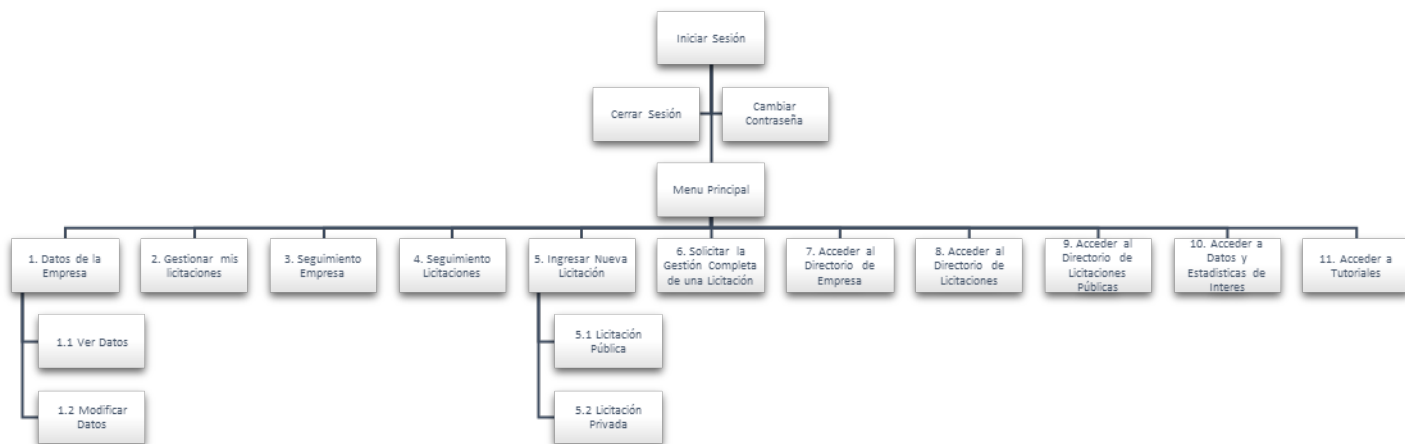 Iniciar Sesión
Cerrar Sesión
Cambiar
Contraseña
Menu Principal
1. Datos de la
Empresa
2. Gestionar mis
licitaciones
3. Seguimiento
Empresa
4. Seguimiento
Licitaciones
5. Ingresar Nueva
Licitación
6. Solicitar la
Gestión Completa
de una Licitación
7. Acceder al
Directorio de
Empresa
8. Acceder al
Directorio de
Licitaciones
9. Acceder al
Directorio de
Licitaciones
Públicas
10. Acceder a
Datos y
Estadisticas de
Interes
11. Acceder a
Tutoriales
1.1 Ver Datos
1.2 Modificar
Datos
5.1 Licitación
Pública
5.2 Licitación
Privada